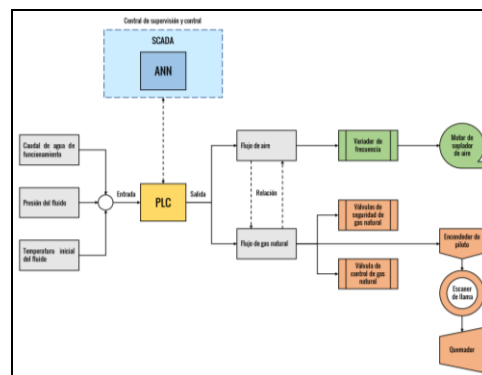 Central de supervisión y control
SCADA
ANN
Caudal de agua de
funcionamiento
Presión del fluido
Temperatura inicial
del fluido
Entrada
PLC
Salida
Flujo de aire
Relación
Flujo de gas natural
Variador de
frecuencia
Motor de
soplador
de aire
Válvulas de
seguridad de gas
natural
Válvula de
control de gas
natural
Encendedor de
piloto
Escaner
de llama
Quemador